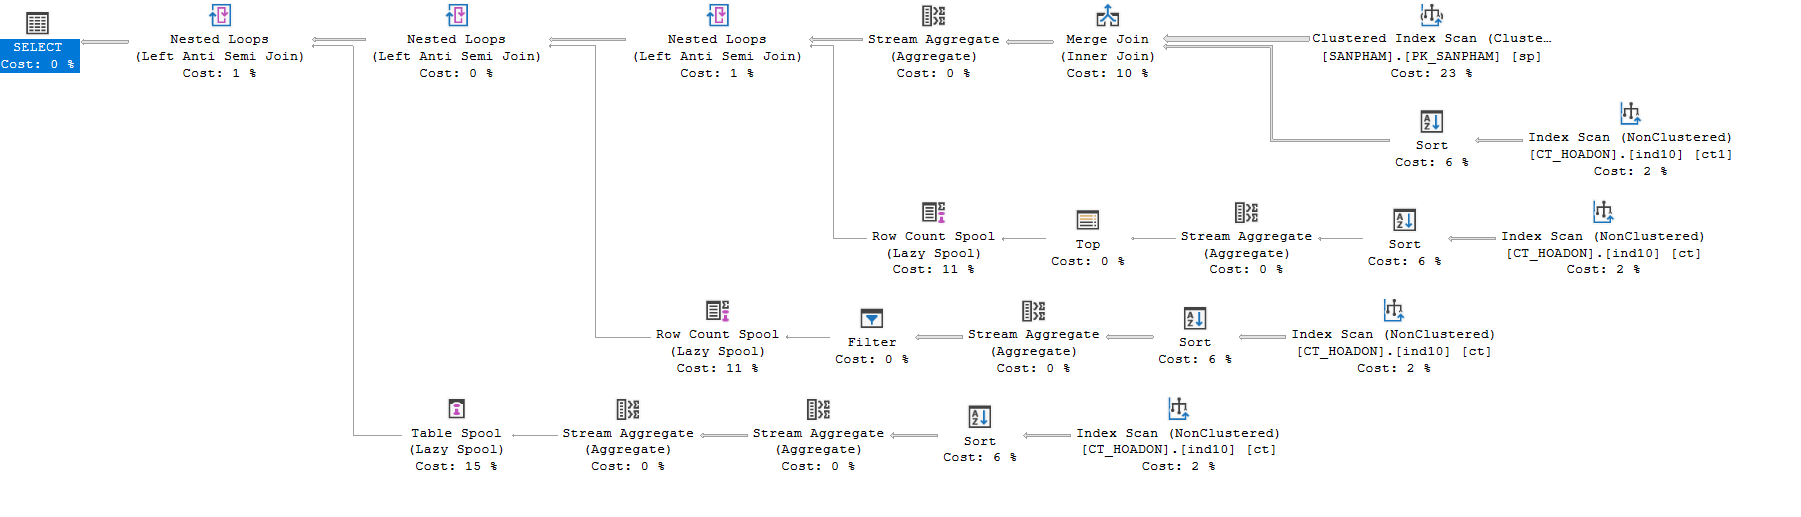 SELECT
Cost: 0 %
Nested Loops
(Left Anti Semi Join)
Cost: 1 %
Nested Loops
(Left Anti Semi Join)
Cost: 0 %
Nested Loops
(Left Anti Semi Join)
Cost: 1 %
Stream Aggregate
(Aggregate)
Cost: 0 %
Merge Join
(Inner Join)
Cost: 10 %
Clustered Index Scan (Cluste…
[SANPHAM].[PK_SANPHAM] [sp]
Cost: 23 %
Sort
Cost: 6 %
Index Scan (NonClustered)
[CT_HOADON].[ind10] [ct1]
Cost: 2 %
Row Count Spool
(Lazy Spool)
Cost: 11 %
Top
Cost: 0 %
Stream Aggregate
(Aggregate)
Cost: 0 %
Sort
Cost: 6 %
Index Scan (NonClustered)
[CT_HOADON].[ind10] [ct]
Cost: 2 %
Row Count Spool
(Lazy Spool)
Cost: 11 %
Filter
Cost: 0 %
Stream Aggregate
(Aggregate)
Cost: 0 %
Sort
Cost: 6 %
Index Scan (NonClustered)
[CT_HOADON].[ind10] [ct]
Cost: 2 %
Table Spool
(Lazy Spool)
Cost: 15 %
Stream Aggregate
(Aggregate)
Cost: 0 %
Stream Aggregate
(Aggregate)
Cost: 0 %
Sort
Cost: 6 %
Index Scan (NonClustered)
[CT_HOADON].[ind10] [ct]
Cost: 2 %